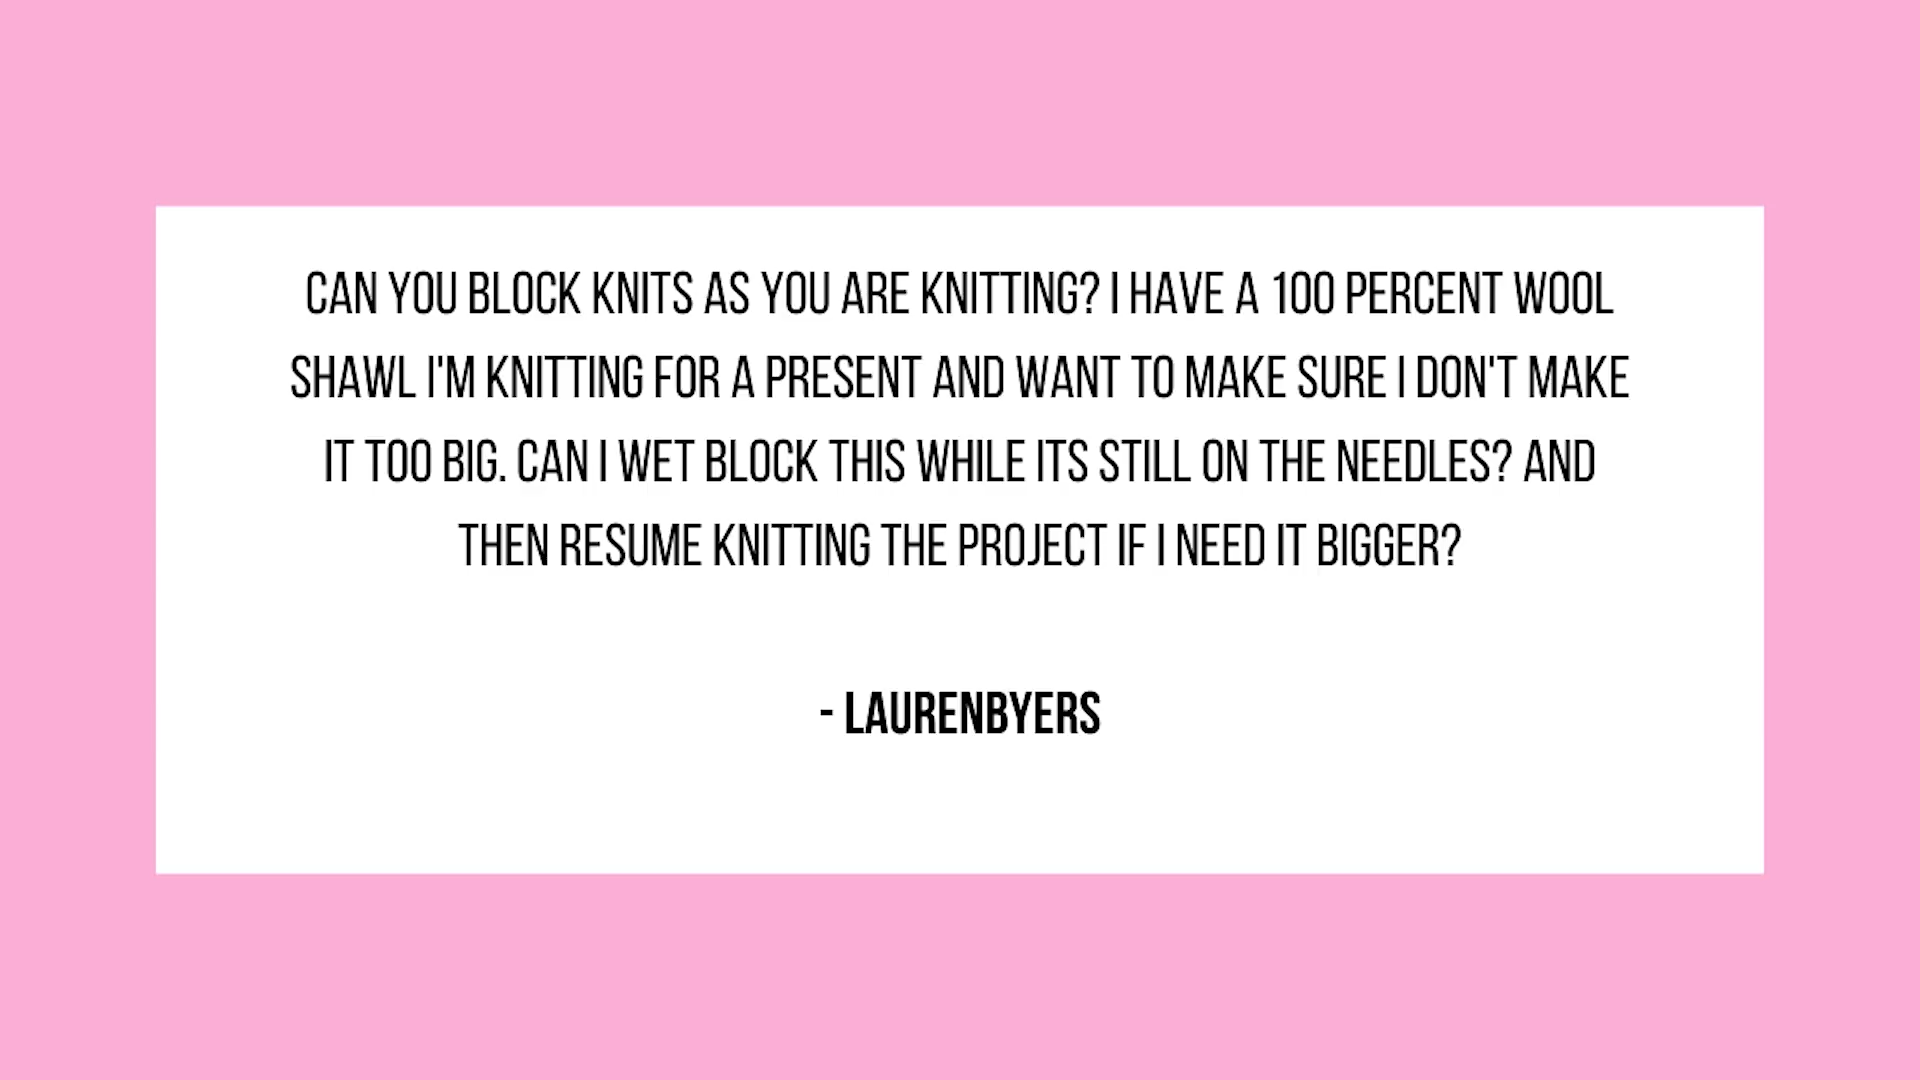 CAN YOU BLOCK KNITS AS YOU ARE KNITTING? I HAVE A 100 PERCENT WOOL
SHAWL I'M KNITTING FOR A PRESENT AND WANT TO MAKE SURE I DON'T MAKE
IT TOO BIG. CAN I WET BLOCK THIS WHILE ITS STILL ON THE NEEDLES? AND
THEN RESUME KNITTING THE PROJECT IF I NEED IT BIGGER?
- LAURENBYERS